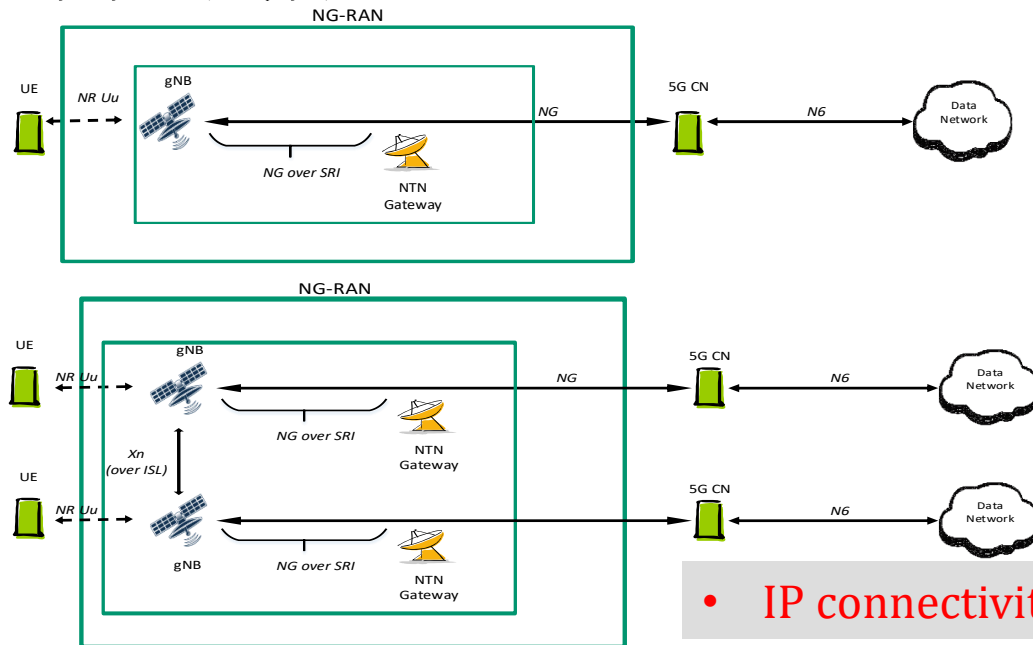 NG-RAN
gNB
UE
NR Uu
5G CN
NG
N6
Data
Network
NG over SRI
NTN
Gateway
NG-RAN
UE
gNB
5G CN
NR Uu
NG
N6
Data
Network
NG over SRI
NTN
Gateway
Xn
(over ISL)
UE
5G CN
NR Uu
N6
Data
Network
NG over SRI
gNB
NTN
Gateway
• IP connectivit